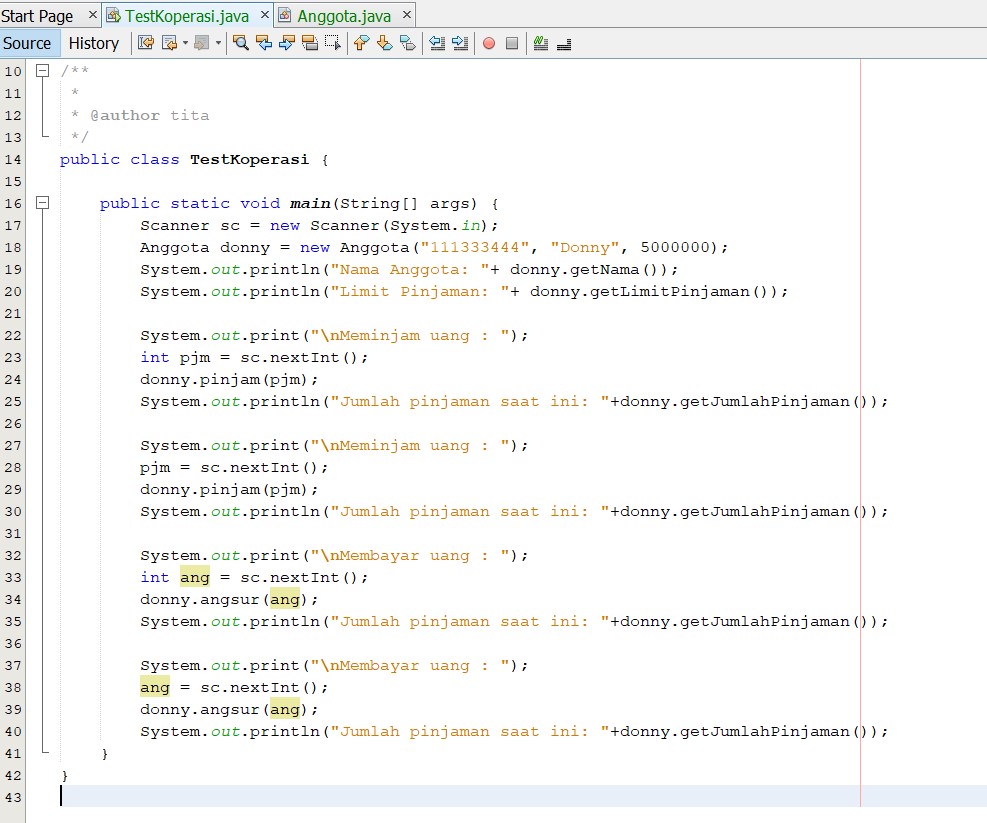 Start Page × TestKoperasi.java × Anggota.java ×
Source History
10 /**
11 *
12 * @author tita
13 */
14 public class TestKoperasi {
15
16 public static void main(String[] args) {
17 Scanner sc = new Scanner(System.in);
18 Anggota donny = new Anggota("111333444", "Donny", 5000000);
19 System.out.println("Nama Anggota: "+ donny.getNama());
20 System.out.println("Limit Pinjaman: "+ donny.getLimitPinjaman());
21
22 System.out.print("\nMeminjam uang : ");
23 int pjm = sc.nextInt();
24 donny.pinjam(pjm);
25 System.out.println("Jumlah pinjaman saat ini: "+donny.getJumlahPinjaman());
26
27 System.out.print("\nMeminjam uang : ");
28 pjm = sc.nextInt();
29 donny.pinjam(pjm);
30 System.out.println("Jumlah pinjaman saat ini: "+donny.getJumlahPinjaman());
31
32 System.out.print("\nMembayar uang : ");
33 int ang = sc.nextInt();
34 donny.angsur(ang);
35 System.out.println("Jumlah pinjaman saat ini: "+donny.getJumlahPinjaman());
36
37 System.out.print("\nMembayar uang : ");
38 ang = sc.nextInt();
39 donny.angsur(ang);
40 System.out.println("Jumlah pinjaman saat ini: "+donny.getJumlahPinjaman());
41 }
42 }
43